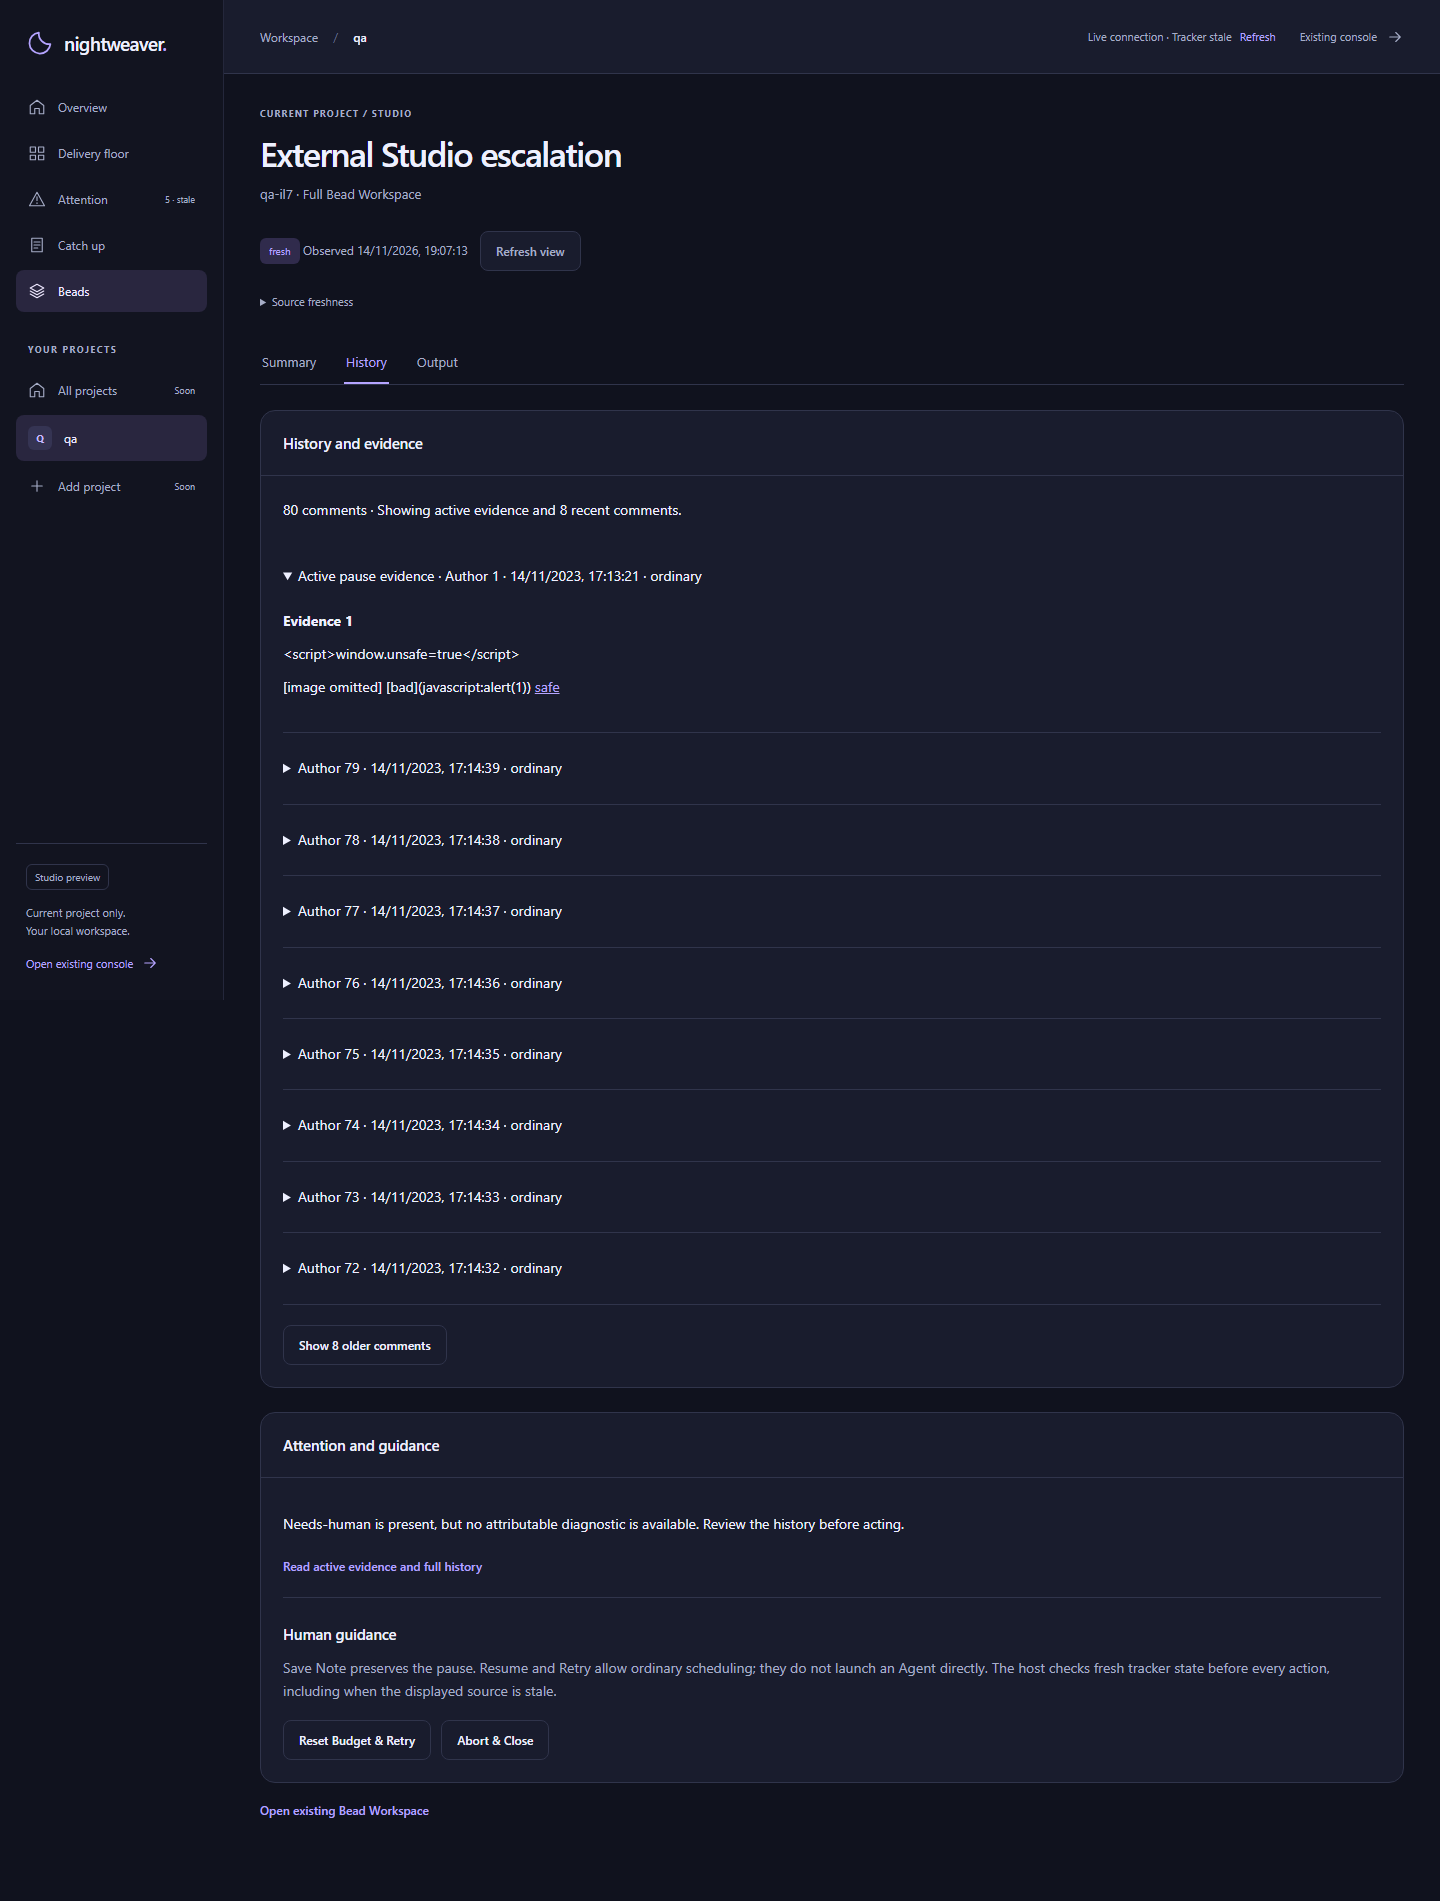 nightweaver.
Overview
Delivery floor
Attention 5 · stale
Catch up
Beads
YOUR PROJECTS
All projects Soon
Q qa
Add project Soon
Studio preview
Current project only.
Your local workspace.
Open existing console
Workspace / qa
Live connection · Tracker stale Refresh Existing console
CURRENT PROJECT / STUDIO
External Studio escalation
qa-il7 · Full Bead Workspace
fresh Observed 14/11/2026, 19:07:13 Refresh view
Source freshness
Summary History Output
History and evidence
80 comments · Showing active evidence and 8 recent comments.
Active pause evidence · Author 1 · 14/11/2023, 17:13:21 · ordinary
Evidence 1
<script>window.unsafe=true</script>
[image omitted] [bad](javascript:alert(1)) safe
Author 79 · 14/11/2023, 17:14:39 · ordinary
Author 78 · 14/11/2023, 17:14:38 · ordinary
Author 77 · 14/11/2023, 17:14:37 · ordinary
Author 76 · 14/11/2023, 17:14:36 · ordinary
Author 75 · 14/11/2023, 17:14:35 · ordinary
Author 74 · 14/11/2023, 17:14:34 · ordinary
Author 73 · 14/11/2023, 17:14:33 · ordinary
Author 72 · 14/11/2023, 17:14:32 · ordinary
Show 8 older comments
Attention and guidance
Needs-human is present, but no attributable diagnostic is available. Review the history before acting.
Read active evidence and full history
Human guidance
Save Note preserves the pause. Resume and Retry allow ordinary scheduling; they do not launch an Agent directly. The host checks fresh tracker state before every action,
including when the displayed source is stale.
Reset Budget & Retry Abort & Close
Open existing Bead Workspace